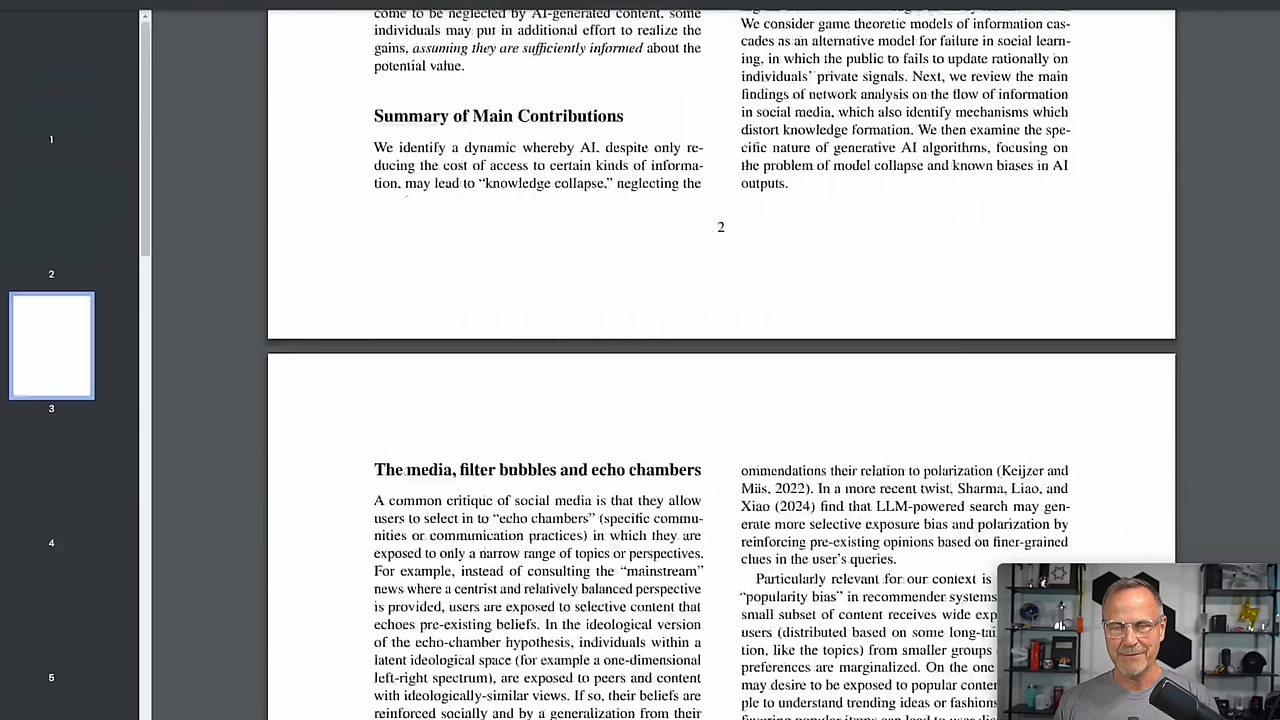 1
2
3
4
5
come to be neglected by AI-generated content, some
individuals may put in additional effort to realize the
gains, assuming they are sufficiently informed about the
potential value.
Summary of Main Contributions
We identify a dynamic whereby AI, despite only re-
ducing the cost of access to certain kinds of informa-
tion, may lead to “knowledge collapse,” neglecting the
We consider game theoretic models of information cas-
cades as an alternative model for failure in social learn-
ing, in which the public to fails to update rationally on
individuals’ private signals. Next, we review the main
findings of network analysis on the flow of information
in social media, which also identify mechanisms which
distort knowledge formation. We then examine the spe-
cific nature of generative AI algorithms, focusing on
the problem of model collapse and known biases in AI
outputs.
2
The media, filter bubbles and echo chambers
A common critique of social media is that they allow
users to select in to “echo chambers” (specific commu-
nities or communication practices) in which they are
exposed to only a narrow range of topics or perspectives.
For example, instead of consulting the “mainstream”
news where a centrist and relatively balanced perspective
is provided, users are exposed to selective content that
echoes pre-existing beliefs. In the ideological version
of the echo-chamber hypothesis, individuals within a
latent ideological space (for example a one-dimensional
left-right spectrum), are exposed to peers and content
with ideologically-similar views. If so, their beliefs are
reinforced socially and by a generalization from their
ommendations their relation to polarization (Keijzer and
Mäs, 2022). In a more recent twist, Sharma, Liao, and
Xiao (2024) find that LLM-powered search may gen-
erate more selective exposure bias and polarization by
reinforcing pre-existing opinions based on finer-grained
clues in the user’s queries.
Particularly relevant for our context is
“popularity bias” in recommender systems
small subset of content receives wide exp
users (distributed based on some long-tai
tion, like the topics) from smaller groups
preferences are marginalized. On the one
may desire to be exposed to popular conten
ple to understand trending ideas or fashions